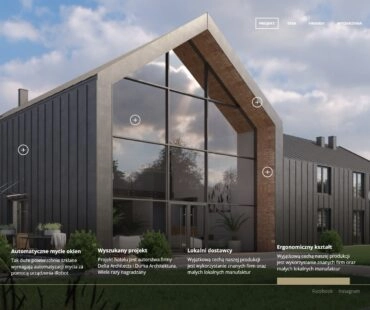 PROJEKT
Automatyczne mycie okien
Tak duże powierzchnie szklane
wymagają automatyzacji mycia za
pomocą urządzenia iRobot
Wyszukany projekt
Projekt hotelu jest autorstwa firmy
Delia Architects i Duma Architektura.
Wiele razy nagradzany
Lokalni dostawcy
Wyjątkową cechą naszej produkcji
jest wykorzystanie znanych firm oraz
małych lokalnych manufaktur
Ergonomiczny kształt
Wyjątkową cechą naszej produkcji
jest wykorzystanie znanych firm oraz
małych lokalnych manufaktur
Facebook Instagram